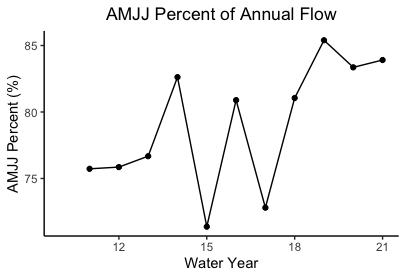 AMJJ Percent of Annual Flow
AMJJ Percent (%)
85
80
75
12 15 18 21
Water Year